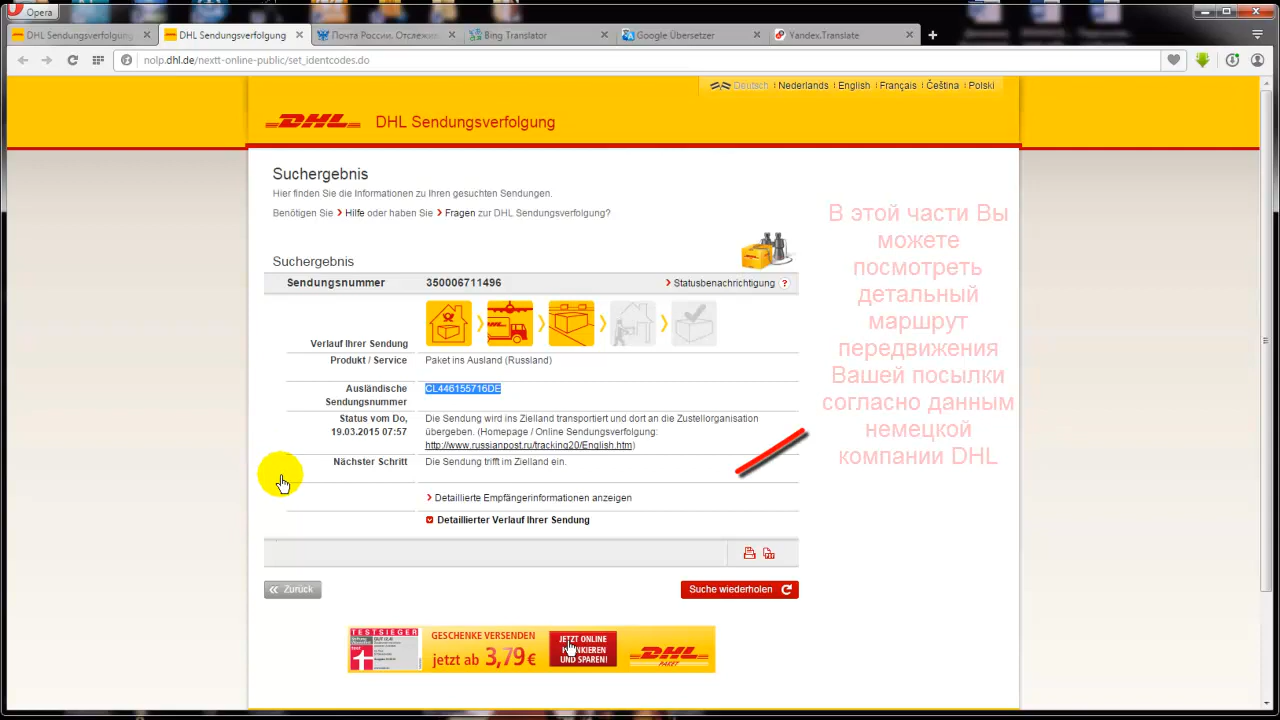 Opera
DHL Sendungsverfolgung
DHL Sendungsverfolgung
Почта России. Отслежив
Bing Translator
Google Übersetzer
Yandex.Translate
nolp.dhl.de/nextt-online-public/set_identcodes.do
Deutsch Nederlands English Français Čeština Polski
DHL DHL Sendungsverfolgung
Suchergebnis
Hier finden Sie die Informationen zu Ihren gesuchten Sendungen.
Benötigen Sie Hilfe oder haben Sie Fragen zur DHL Sendungsverfolgung?
Suchergebnis
Sendungsnummer 350006711496 Statusbenachrichtigung ?
Verlauf Ihrer Sendung
Produkt / Service Paket ins Ausland (Russland)
Ausländische CL446155716DE
Sendungsnummer
Status vom Do, Die Sendung wird ins Zielland transportiert und dort an die Zustellorganisation
19.03.2015 07:57 übergeben. (Homepage / Online Sendungsverfolgung:
http://www.russianpost.ru/tracking20/English.htm)
Nächster Schritt Die Sendung trifft im Zielland ein.
Detaillierte Empfängerinformationen anzeigen
Detaillierter Verlauf Ihrer Sendung
Zurück
Suche wiederholen
В этой части Вы
можете
посмотреть
детальный
маршрут
передвижения
Вашей посылки
согласно данным
немецкой
компании DHL
TESTSIEGER
test
1
GESCHENKE VERSENDEN
jetzt ab 3,79 €
JETZT ONLINE
UND SPAREN!
DHL
PAKET